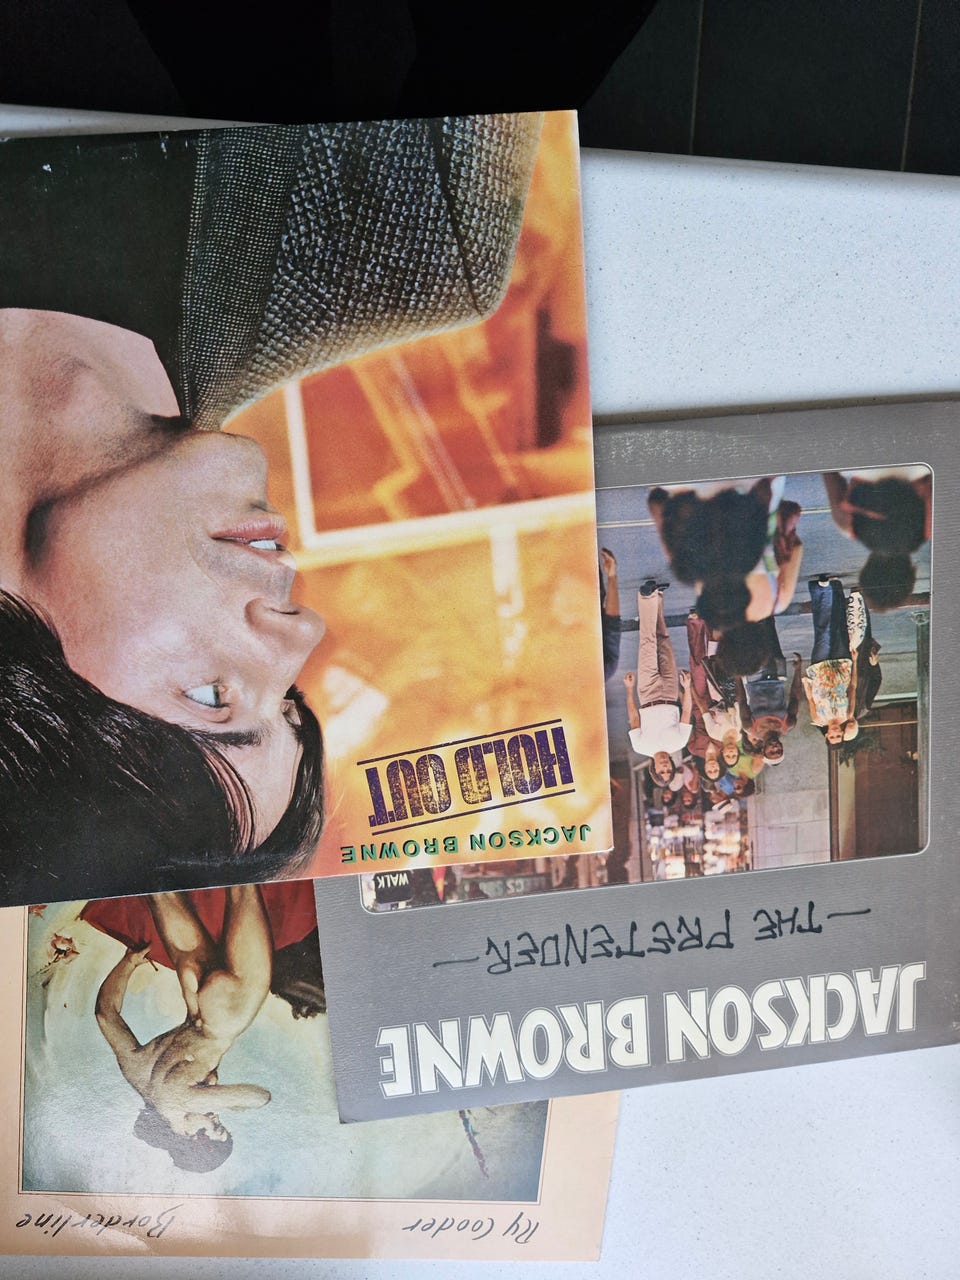 Ry Cooder Borderline
JACKSON BROWNE
— THE PRETENDER —
WALK
JACKSON BROWNE
HOLD OUT